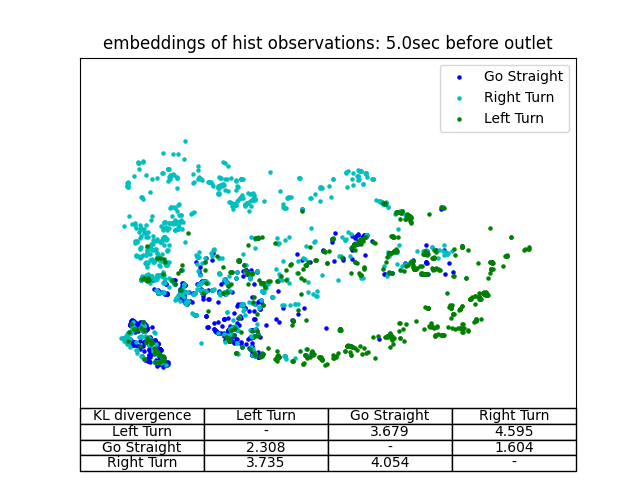 embeddings of hist observations: 5.0sec before outlet
Go Straight
Right Turn
Left Turn
KL divergence Left Turn Go Straight Right Turn
Left Turn - 3.679 4.595
Go Straight 2.308 - 1.604
Right Turn 3.735 4.054 -